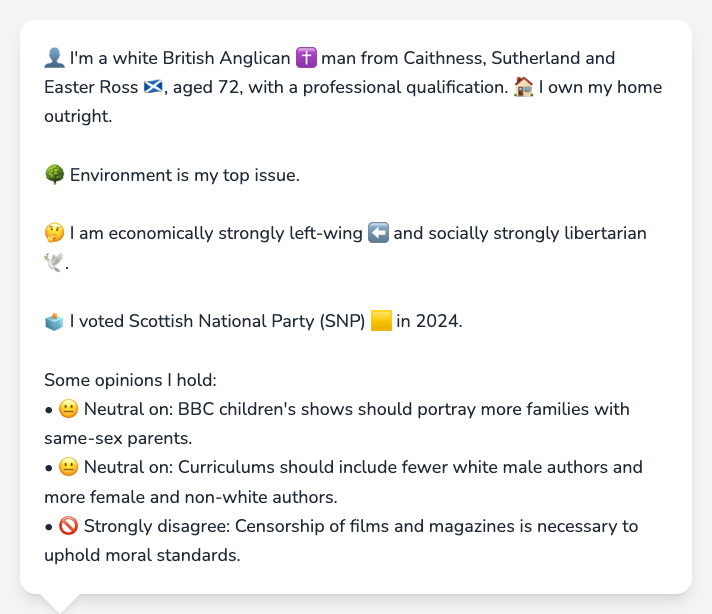 👤 I'm a white British Anglican ✝️ man from Caithness, Sutherland and
Easter Ross 🏴󠁧󠁢󠁳󠁣󠁴󠁿, aged 72, with a professional qualification. 🏠 I own my home
outright.
🌳 Environment is my top issue.
🤔 I am economically strongly left-wing ⬅️ and socially strongly libertarian
🕊️.
🗳️ I voted Scottish National Party (SNP) 🟨 in 2024.
Some opinions I hold:
• 😐 Neutral on: BBC children's shows should portray more families with
same-sex parents.
• 😐 Neutral on: Curriculums should include fewer white male authors and
more female and non-white authors.
• 🚫 Strongly disagree: Censorship of films and magazines is necessary to
uphold moral standards.